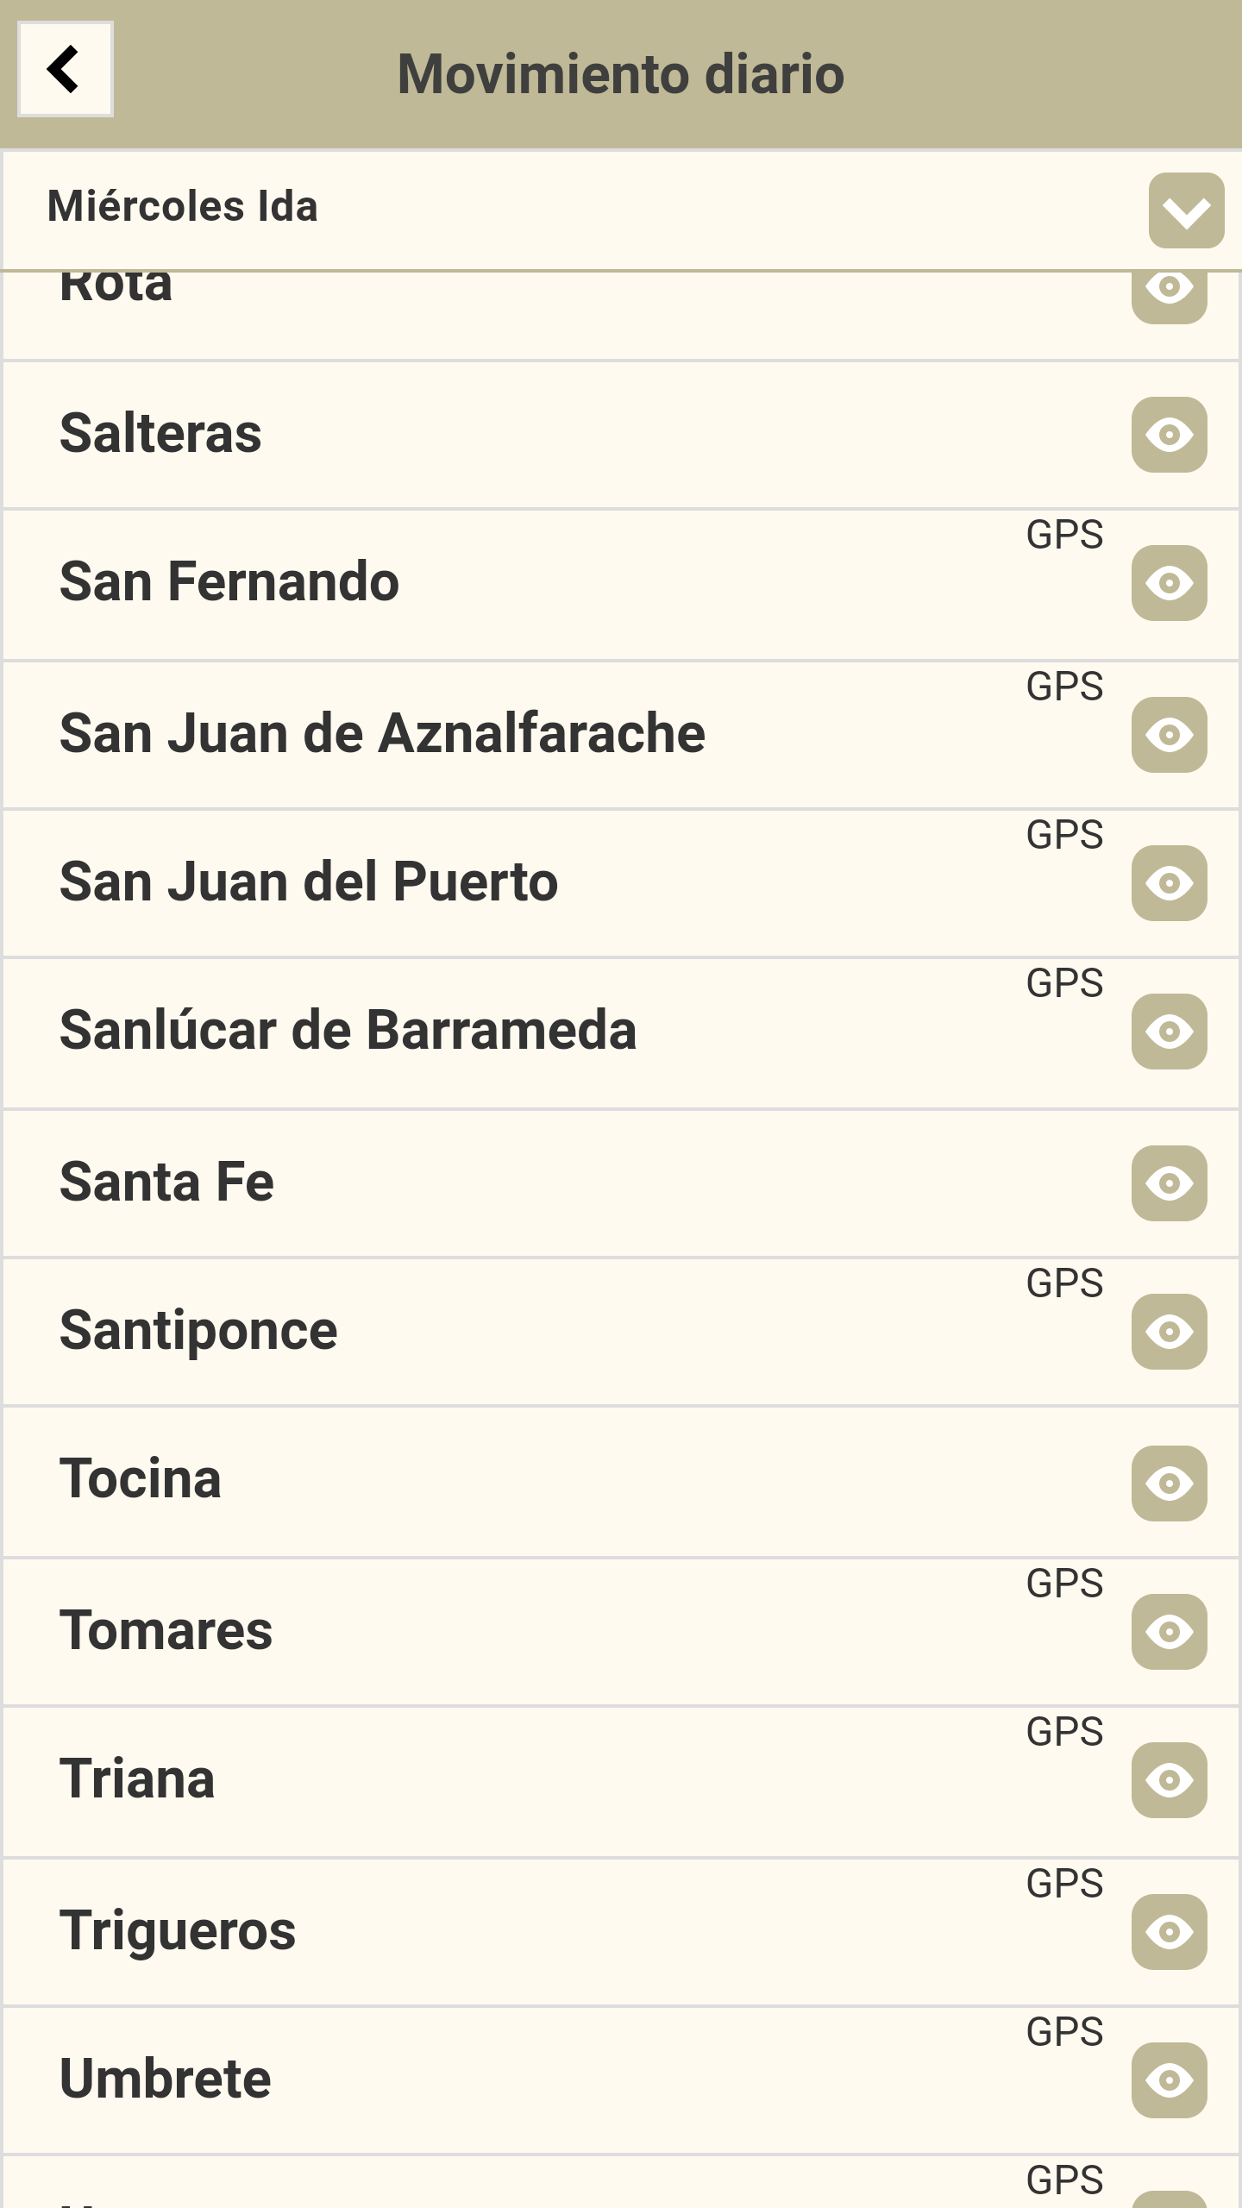 Movimiento diario
Miércoles Ida
Rota
Salteras
GPS
San Fernando
GPS
San Juan de Aznalfarache
GPS
San Juan del Puerto
GPS
Sanlúcar de Barrameda
Santa Fe
GPS
Santiponce
Tocina
GPS
Tomares
GPS
Triana
GPS
Trigueros
GPS
Umbrete
GPS